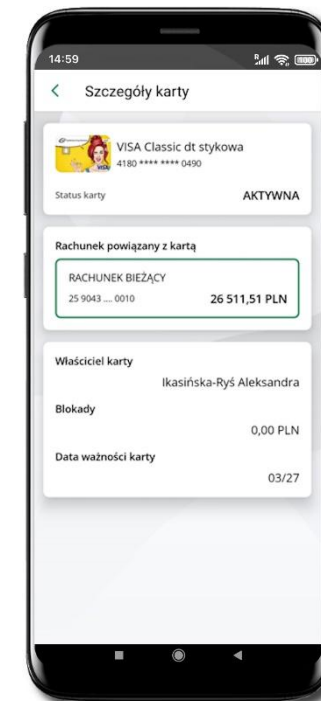 14:59
Szczegóły karty
VISA Classic dt stykowa
4180 **** **** 0490
VISA
Status karty AKTYWNA
Rachunek powiązany z kartą
RACHUNEK BIEŻĄCY
25 9043 .... 0010 26 511,51 PLN
Właściciel karty
Ikasińska-Ryś Aleksandra
Blokady
0,00 PLN
Data ważności karty
03/27